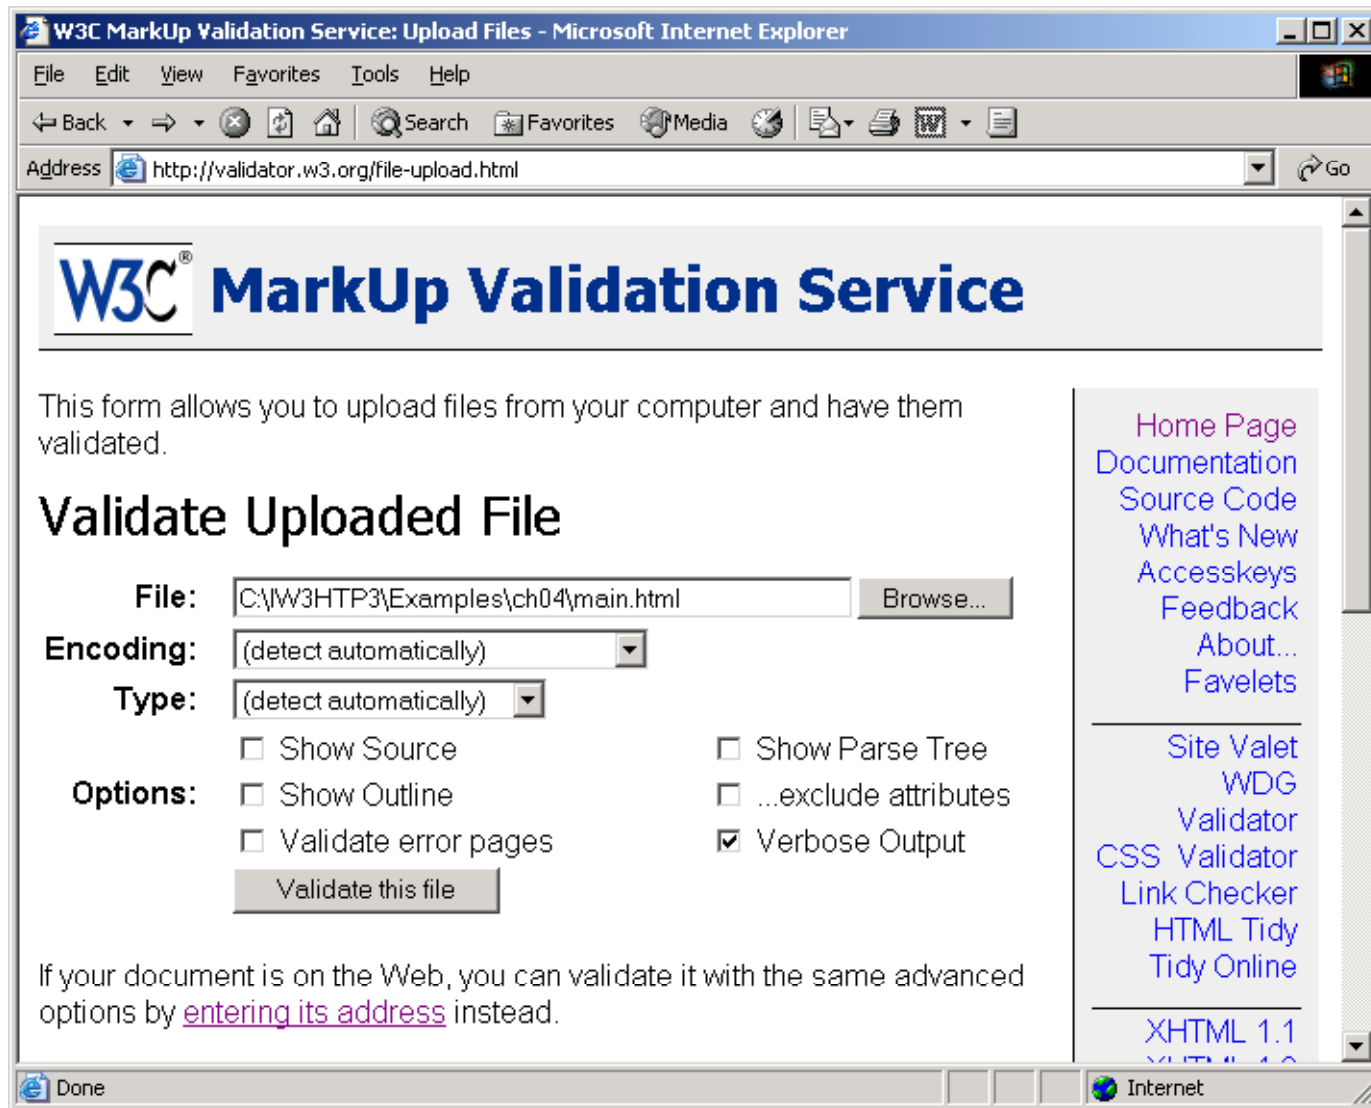 W3C MarkUp Validation Service: Upload Files - Microsoft Internet Explorer
File Edit View Favorites Tools Help
Back Search Favorites Media
Address http://validator.w3.org/file-upload.html Go
W3C® MarkUp Validation Service
This form allows you to upload files from your computer and have them
validated.
Validate Uploaded File
File: C:\IW3HTP3\Examples\ch04\main.html Browse...
Encoding: (detect automatically)
Type: (detect automatically)
Show Source Show Parse Tree
Options: Show Outline ...exclude attributes
Validate error pages Verbose Output
Validate this file
If your document is on the Web, you can validate it with the same advanced
options by entering its address instead.
Home Page
Documentation
Source Code
What's New
Accesskeys
Feedback
About...
Favelets
Site Valet
WDG
Validator
CSS Validator
Link Checker
HTML Tidy
Tidy Online
XHTML 1.1
Done Internet